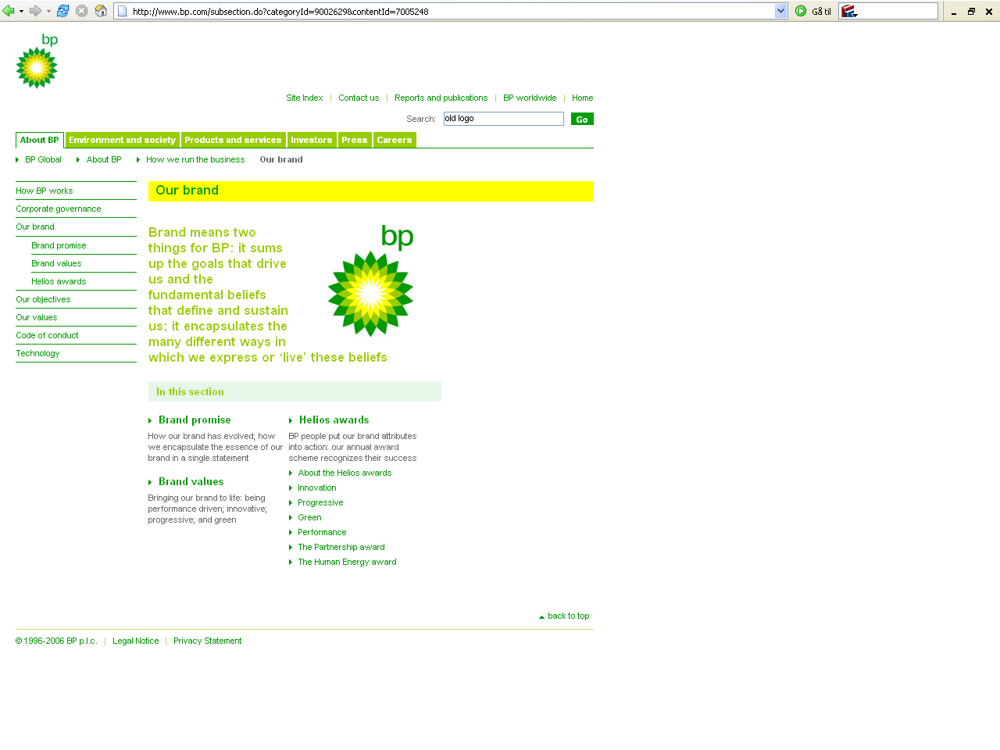 http://www.bp.com/subsection.do?categoryId=9002629&contentId=7005248 Gå til
bp
Site Index | Contact us | Reports and publications | BP worldwide | Home
Search: old logo Go
About BP Environment and society Products and services Investors Press Careers
BP Global About BP How we run the business Our brand
How BP works
Corporate governance
Our brand
Brand promise
Brand values
Helios awards
Our objectives
Our values
Code of conduct
Technology
Our brand
bp
Brand means two
things for BP: it sums
up the goals that drive
us and the
fundamental beliefs
that define and sustain
us; it encapsulates the
many different ways in
which we express or ‘live’ these beliefs
In this section
Brand promise
How our brand has evolved; how
we encapsulate the essence of our
brand in a single statement
Brand values
Bringing our brand to life: being
performance driven; innovative;
progressive; and green
Helios awards
BP people put our brand attributes
into action: our annual award
scheme recognizes their success
About the Helios awards
Innovation
Progressive
Green
Performance
The Partnership award
The Human Energy award
back to top
© 1996-2006 BP p.l.c. | Legal Notice | Privacy Statement